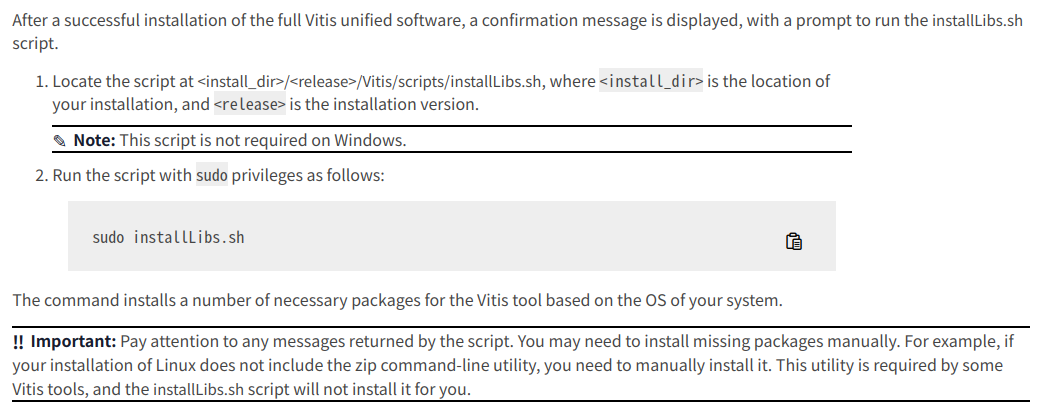 After a successful installation of the full Vitis unified software, a confirmation message is displayed, with a prompt to run the installLibs.sh
script.
1. Locate the script at <install_dir>/<release>/Vitis/scripts/installLibs.sh, where <install_dir> is the location of
your installation, and <release> is the installation version.
✎ Note: This script is not required on Windows.
2. Run the script with sudo privileges as follows:
sudo installLibs.sh
The command installs a number of necessary packages for the Vitis tool based on the OS of your system.
!! Important: Pay attention to any messages returned by the script. You may need to install missing packages manually. For example, if
your installation of Linux does not include the zip command-line utility, you need to manually install it. This utility is required by some
Vitis tools, and the installLibs.sh script will not install it for you.